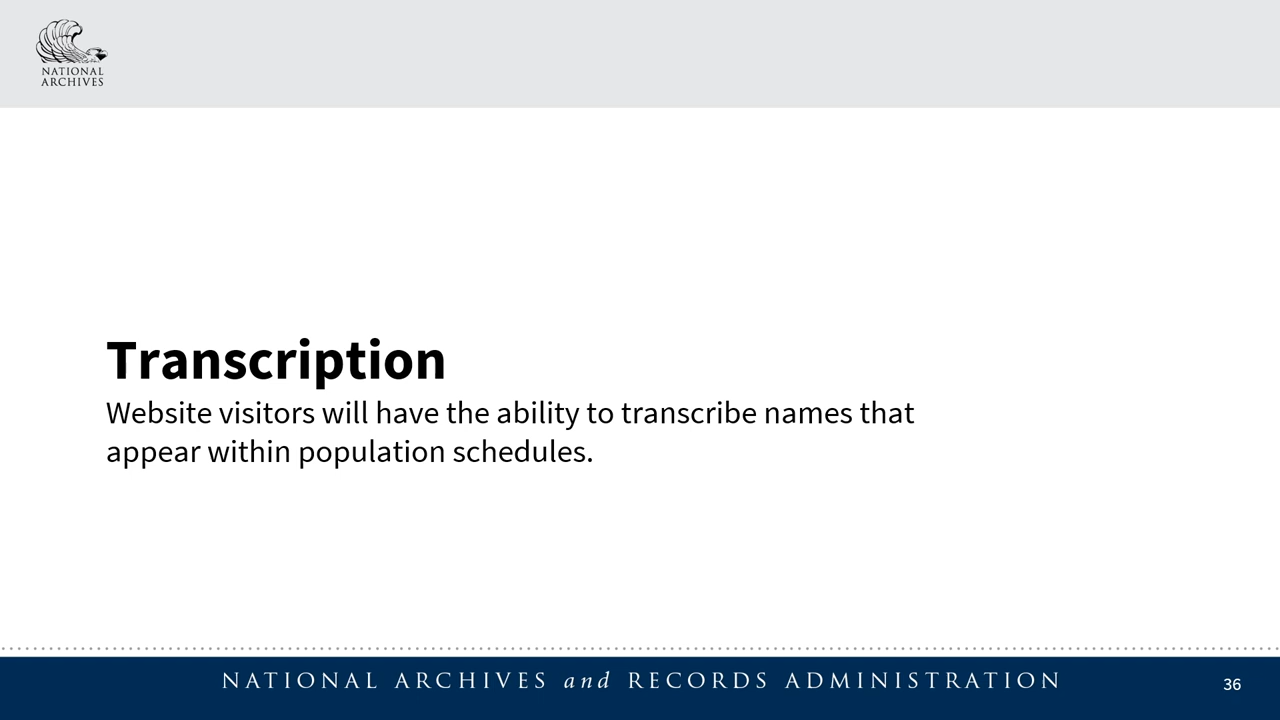 NATIONAL
ARCHIVES
Transcription
Website visitors will have the ability to transcribe names that
appear within population schedules.
NATIONAL ARCHIVES and RECORDS ADMINISTRATION
36